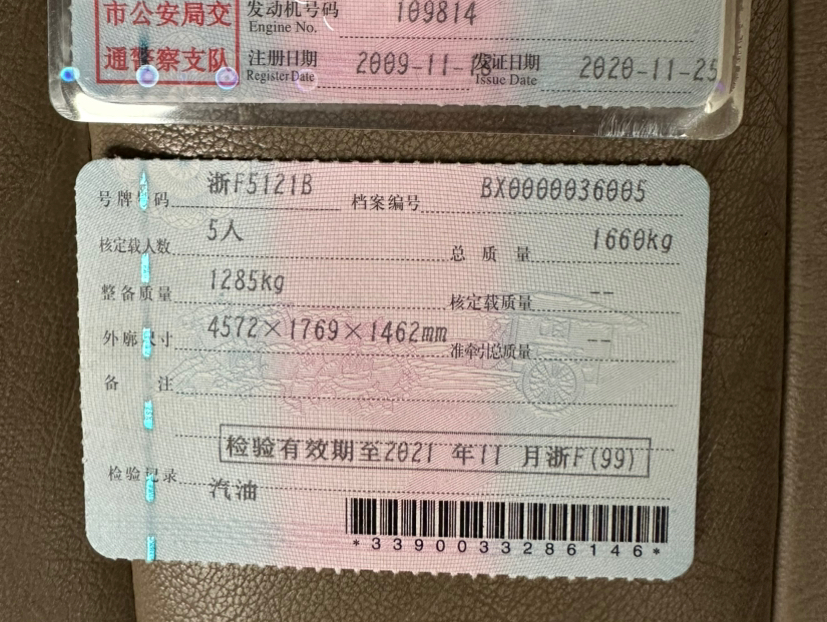 市公安局交
通警察支队
发动机号码 109814
Engine No.
注册日期 2009-11-18 发证日期 2020-11-25
Register Date Issue Date
号牌号码 浙F5121B 档案编号 BX0000036005
核定载人数 5人 总质量 1660kg
整备质量 1285kg 核定载质量 --
外廓尺寸 4572×1769×1462mm 准牵引总质量 --
备注
检验有效期至2021 年11 月浙F(99)
检验记录 汽油
*3390033286146*